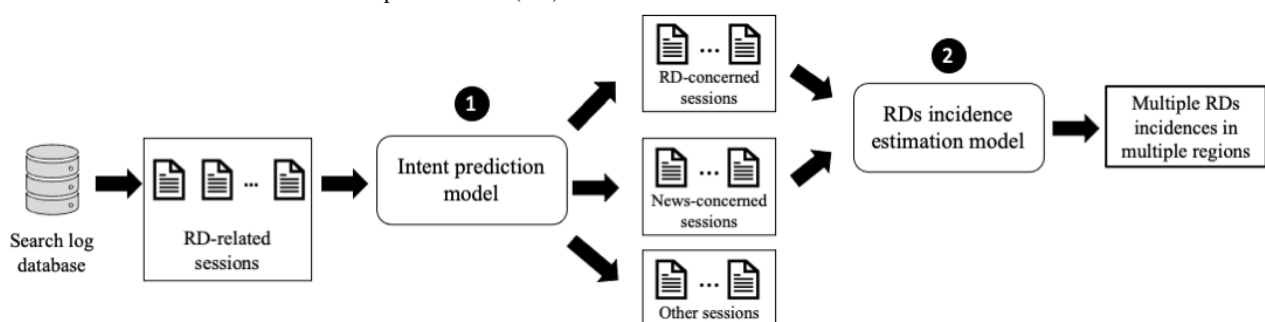 Search log
database
...
RD-related
sessions
1
Intent prediction
model
...
RD-concerned
sessions
...
News-concerned
sessions
...
Other sessions
2
RDs incidence
estimation model
Multiple RDs
incidences in
multiple regions